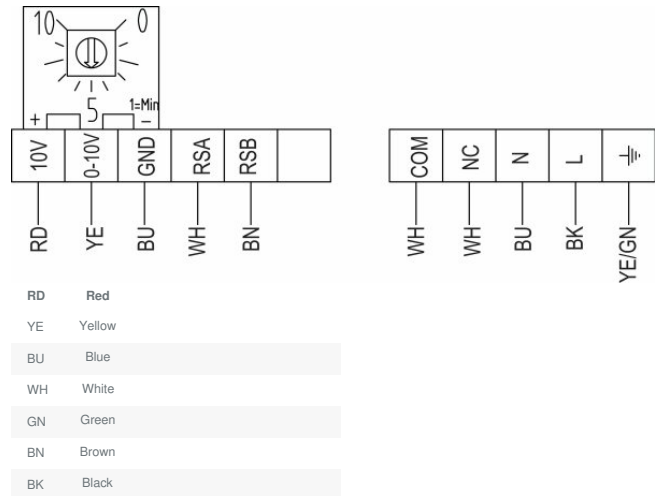 10 0
5 1=Min
+ -
10V 0-10V GND RSA RSB COM NC N L
RD YE BU WH BN WH WH BU BK YE/GN
RD Red
YE Yellow
BU Blue
WH White
GN Green
BN Brown
BK Black